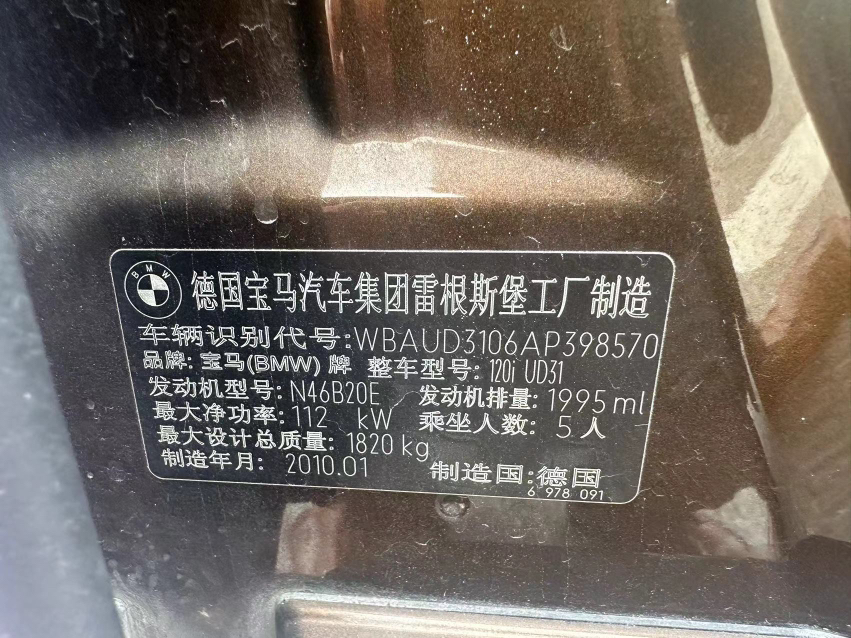 BMW
德国宝马汽车集团雷根斯堡工厂制造
车辆识别代号:WBAUD3106AP398570
品牌: 宝马(BMW) 牌 整车型号: 120i UD31
发动机型号: N46B20E 发动机排量: 1995 ml
最大净功率: 112 kW 乘坐人数: 5 人
最大设计总质量: 1820 kg
制造年月: 2010.01 制造国: 德国
6 978 091